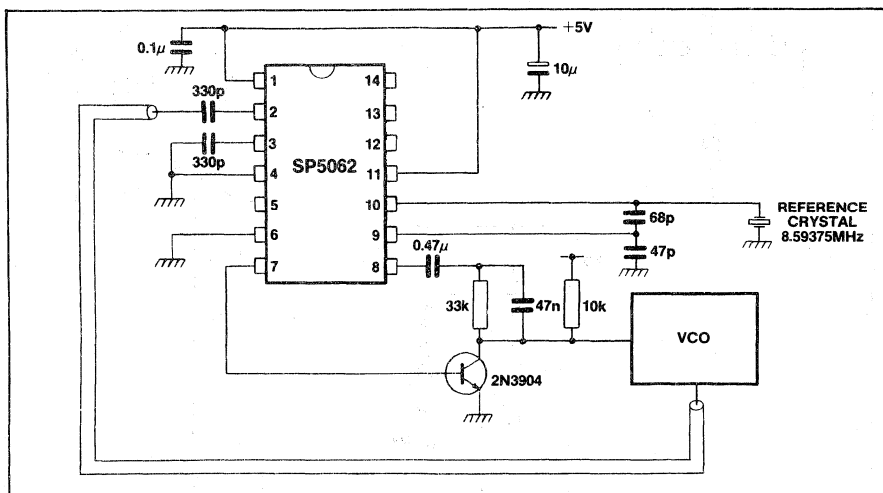 +5V
0.1μ
10μ
1
14
330p
2
13
3
12
330p
SP5062
4
11
5
10
68p
REFERENCE
CRYSTAL
8.59375MHz
6
9
47p
0.47μ
7
8
33k
47n
10k
VCO
2N3904